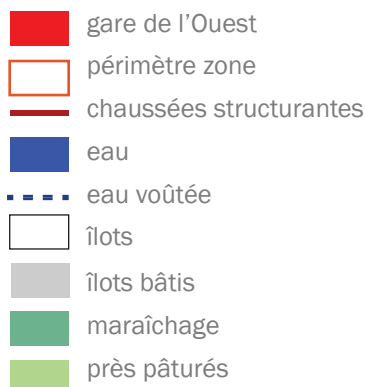 gare de l'Ouest
périmètre zone
chaussées structurantes
eau
eau voûtée
îlots
îlots bâtis
maraîchage
près pâturés